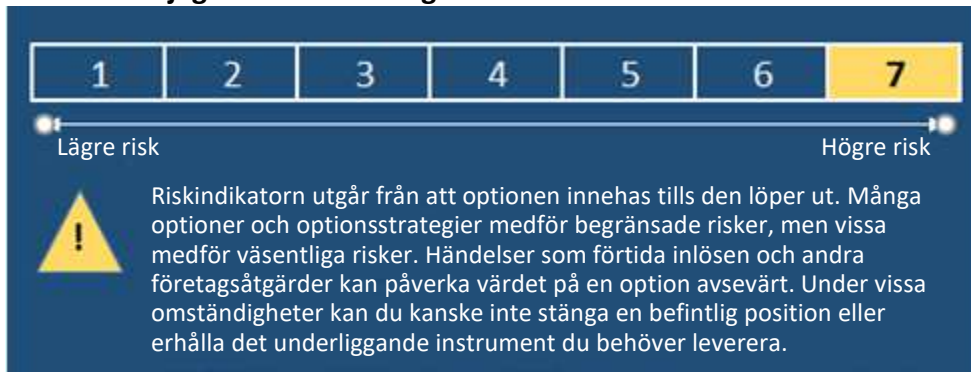 1 2 3 4 5 6 7
Lägre risk Högre risk
Riskindikatorn utgår från att optionen innehas tills den löper ut. Många
optioner och optionsstrategier medför begränsade risker, men vissa
medför väsentliga risker. Händelser som förtida inlösen och andra
företagsåtgärder kan påverka värdet på en option avsevärt. Under vissa
omständigheter kan du kanske inte stänga en befintlig position eller
erhålla det underliggande instrument du behöver leverera.